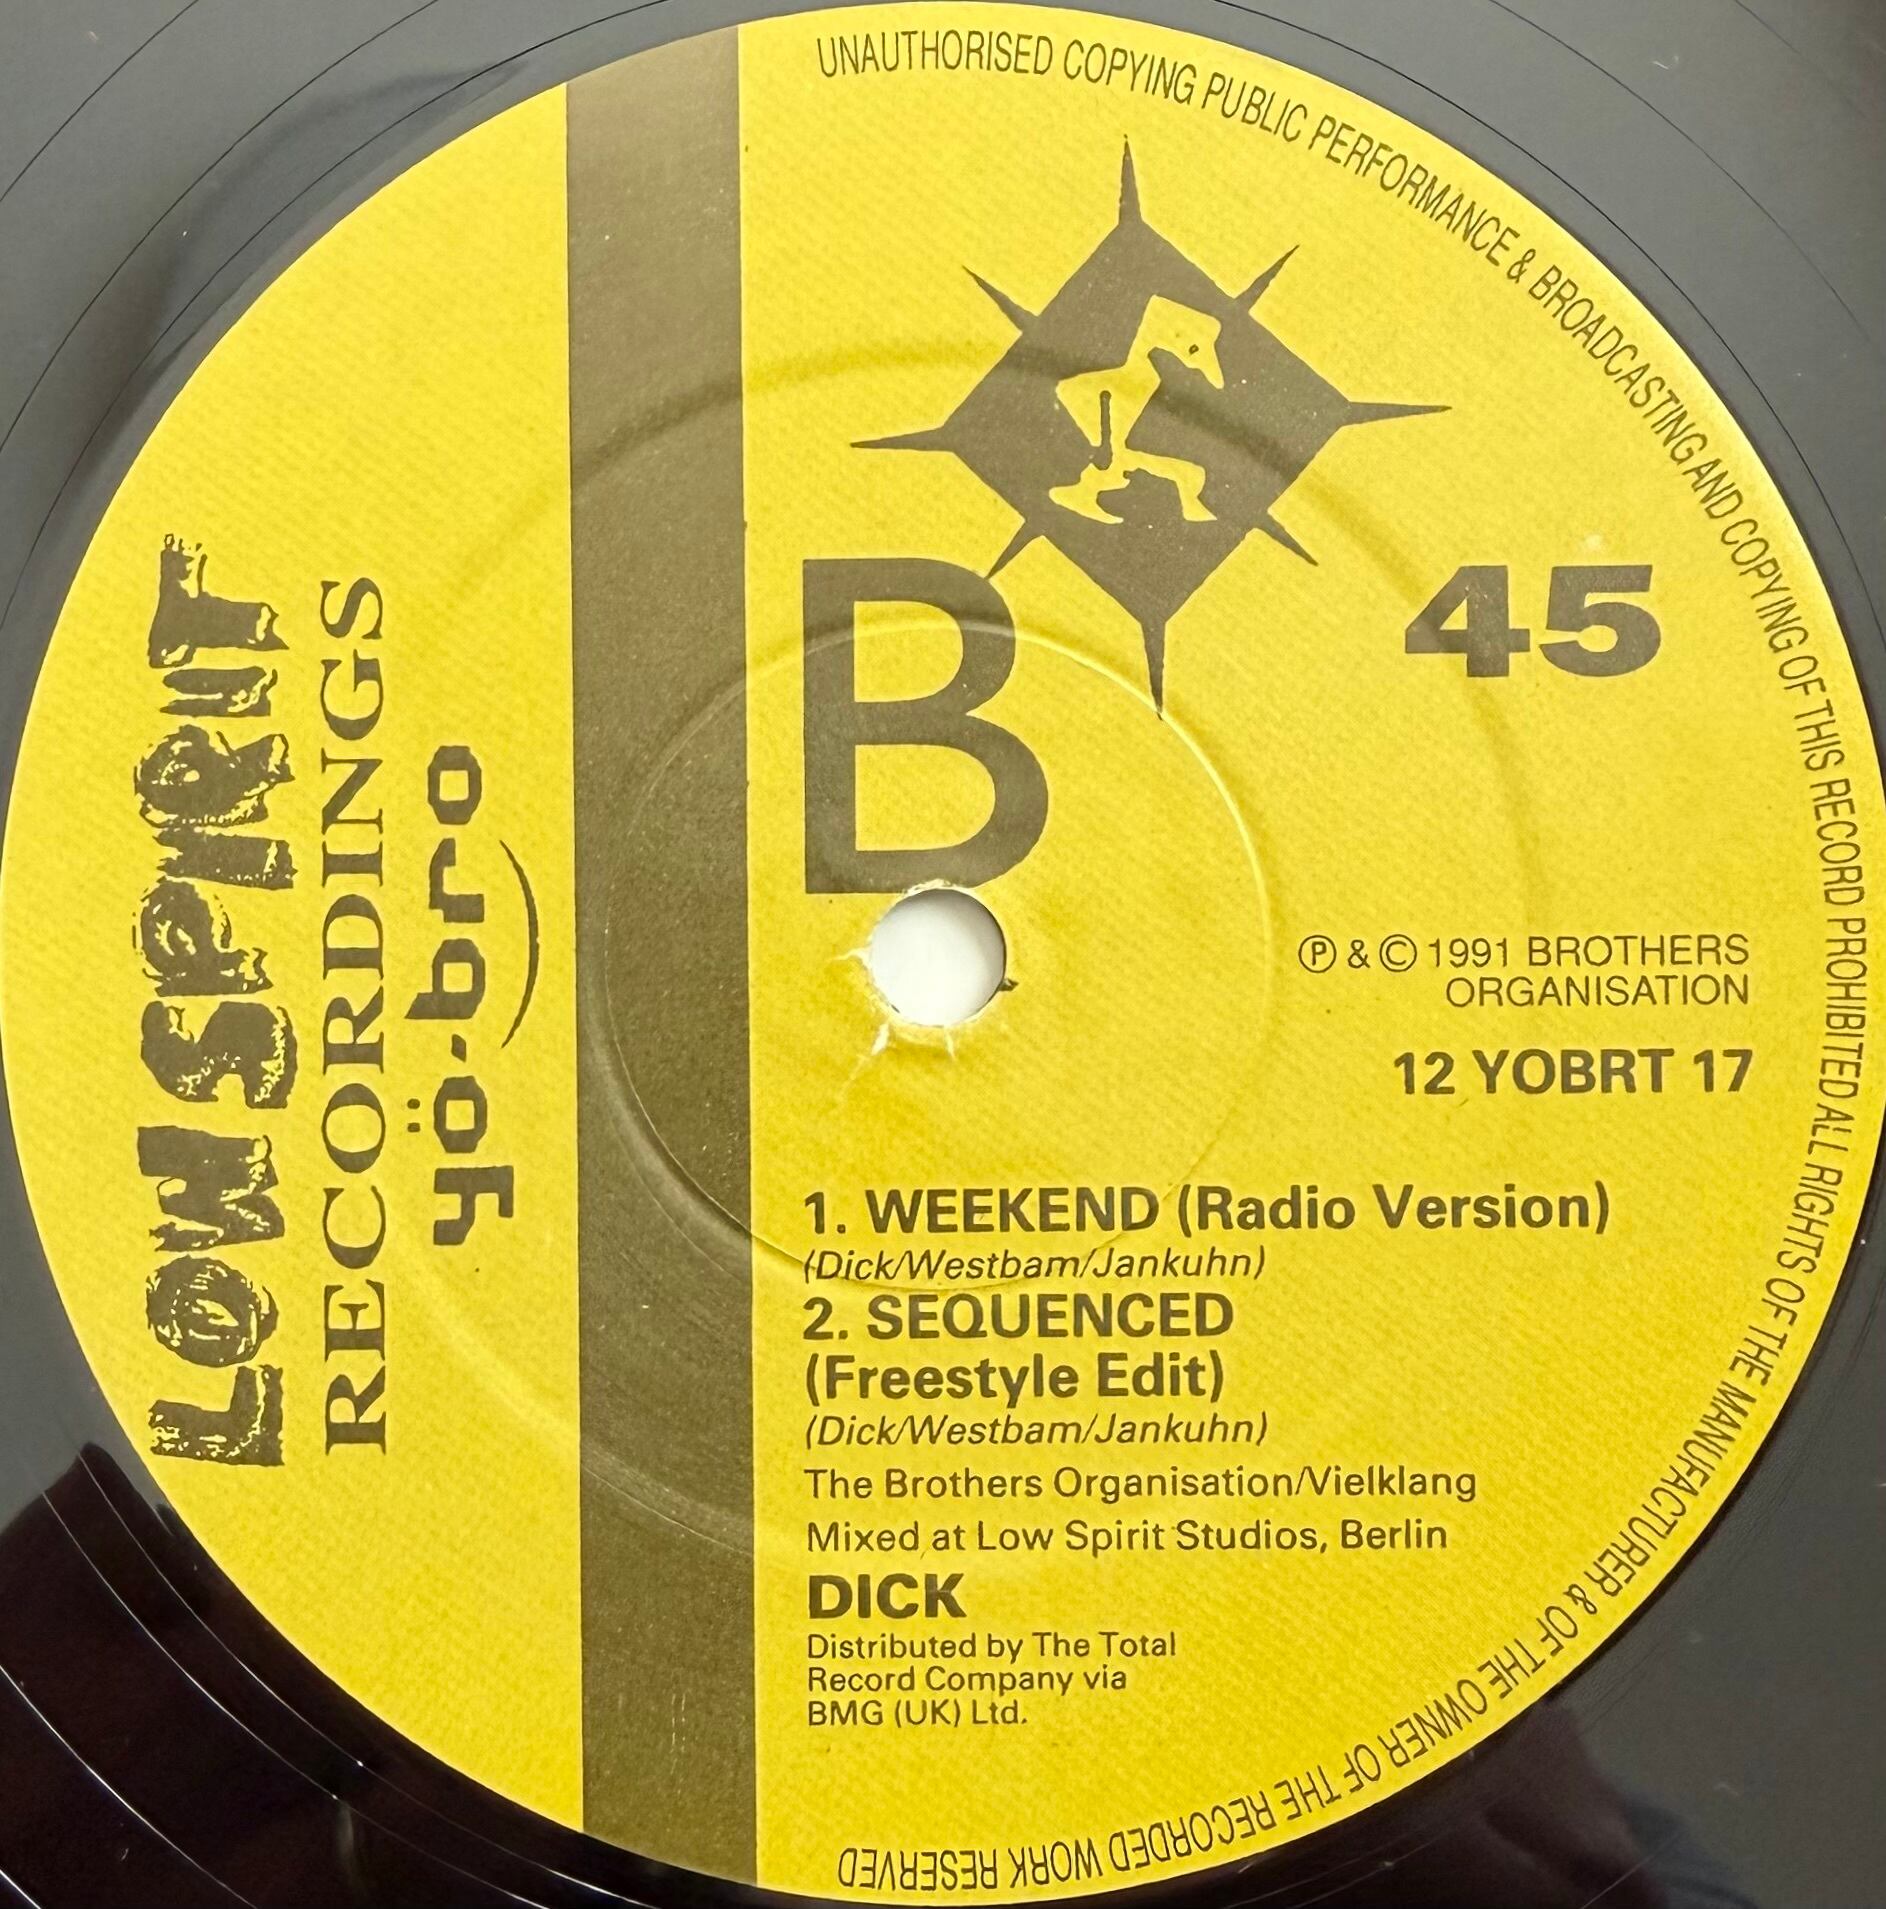 UNAUTHORISED COPYING PUBLIC PERFORMANCE & BROADCASTING AND COPYING OF THIS RECORD PROHIBITED ALL RIGHTS OF THE MANUFACTURER & OF THE OWNER OF THE RECORDED WORK RESERVED
LOW SPIRIT
RECORDINGS
yö-bro
B
45
Ⓟ & © 1991 BROTHERS
ORGANISATION
12 YOBRT 17
1. WEEKEND (Radio Version)
(Dick/Westbam/Jankuhn)
2. SEQUENCED
(Freestyle Edit)
(Dick/Westbam/Jankuhn)
The Brothers Organisation/Vielklang
Mixed at Low Spirit Studios, Berlin
DICK
Distributed by The Total
Record Company via
BMG (UK) Ltd.